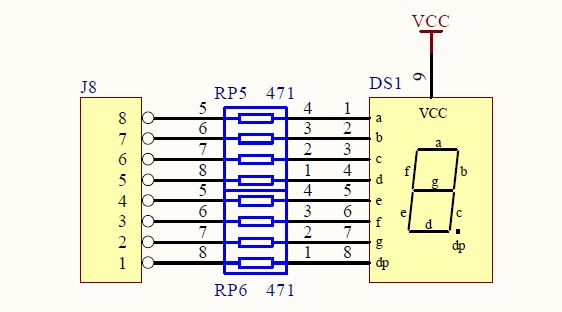 VCC
9
RP5 471
DS1
J8
8 5 4 1 a VCC
7 6 3 2 b
6 7 2 3 c
5 8 1 4 d
4 5 4 5 e
3 6 3 6 f
2 7 2 7 g
1 8 1 8 dp
a
f b
g
e c
d
dp
RP6 471